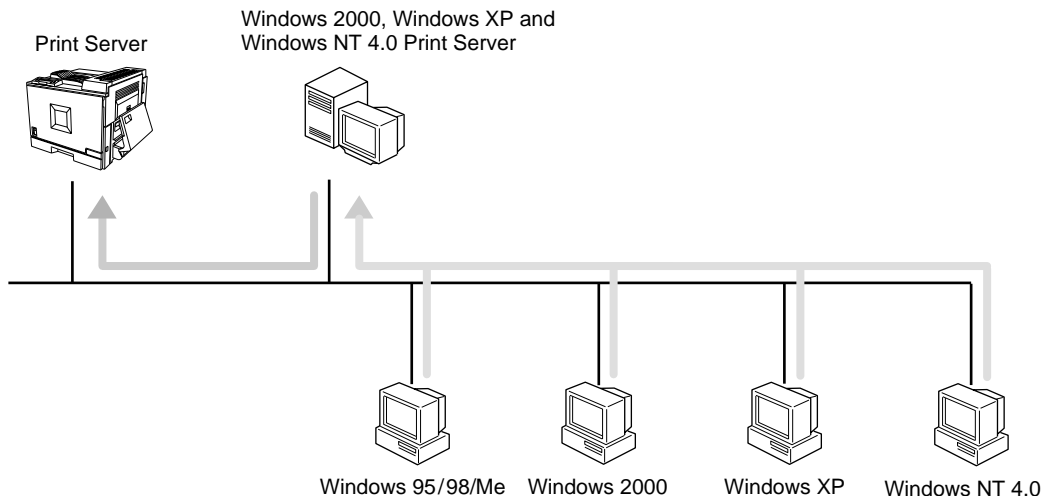 Windows 2000, Windows XP and
Windows NT 4.0 Print Server
Print Server
Windows 95/98/Me
Windows 2000
Windows XP
Windows NT 4.0